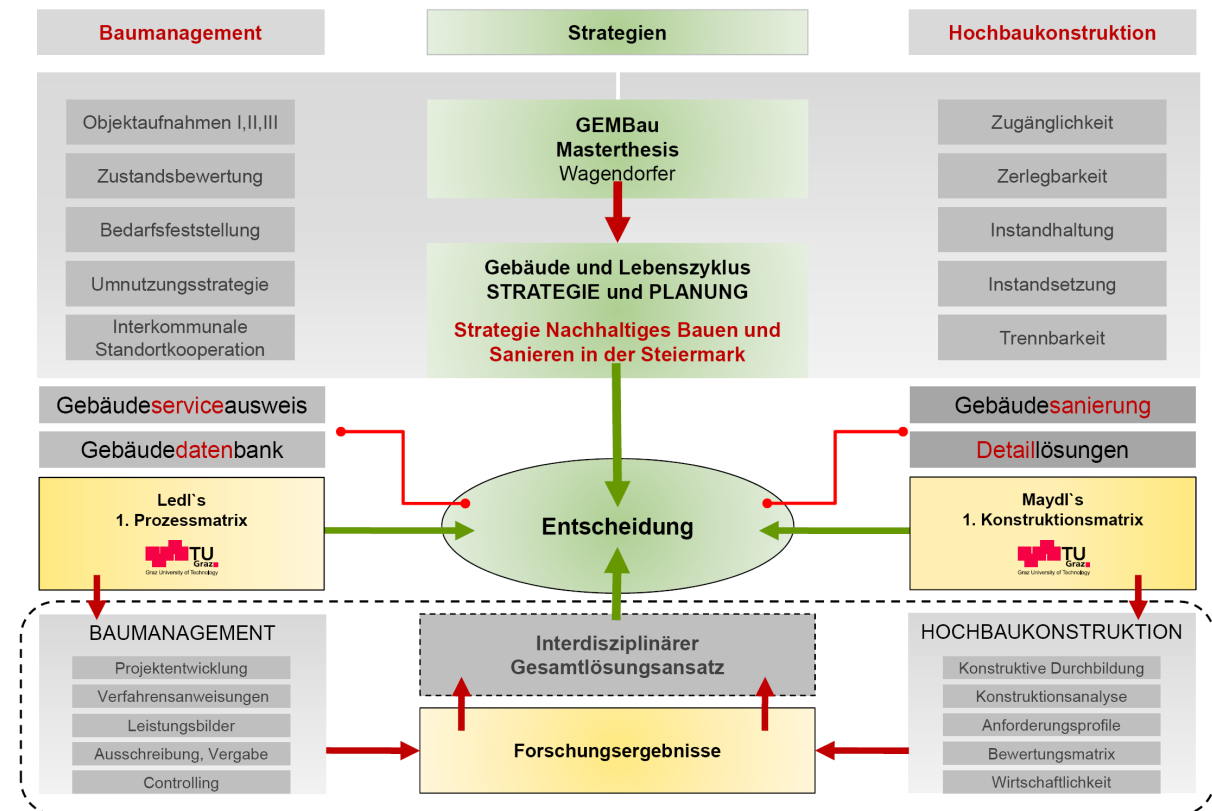 Baumanagement
Strategien
Hochbaukonstruktion
Objektaufnahmen I,II,III
Zustandsbewertung
Bedarfsfeststellung
Umnutzungsstrategie
Interkommunale
Standortkooperation
GEMBau
Masterthesis
Wagendorfer
Gebäude und Lebenszyklus
STRATEGIE und PLANUNG
Strategie Nachhaltiges Bauen und
Sanieren in der Steiermark
Zugänglichkeit
Zerlegbarkeit
Instandhaltung
Instandsetzung
Trennbarkeit
Gebäudeserviceausweis
Gebäudedatenbank
Gebäudesanierung
Detaillösungen
Ledl`s
1. Prozessmatrix
TU
Graz
Graz University of Technology
Entscheidung
Maydl`s
1. Konstruktionsmatrix
TU
Graz
Graz University of Technology
BAUMANAGEMENT
Projektentwicklung
Verfahrensanweisungen
Leistungsbilder
Ausschreibung, Vergabe
Controlling
Interdisziplinärer
Gesamtlösungsansatz
Forschungsergebnisse
HOCHBAUKONSTRUKTION
Konstruktive Durchbildung
Konstruktionsanalyse
Anforderungsprofile
Bewertungsmatrix
Wirtschaftlichkeit